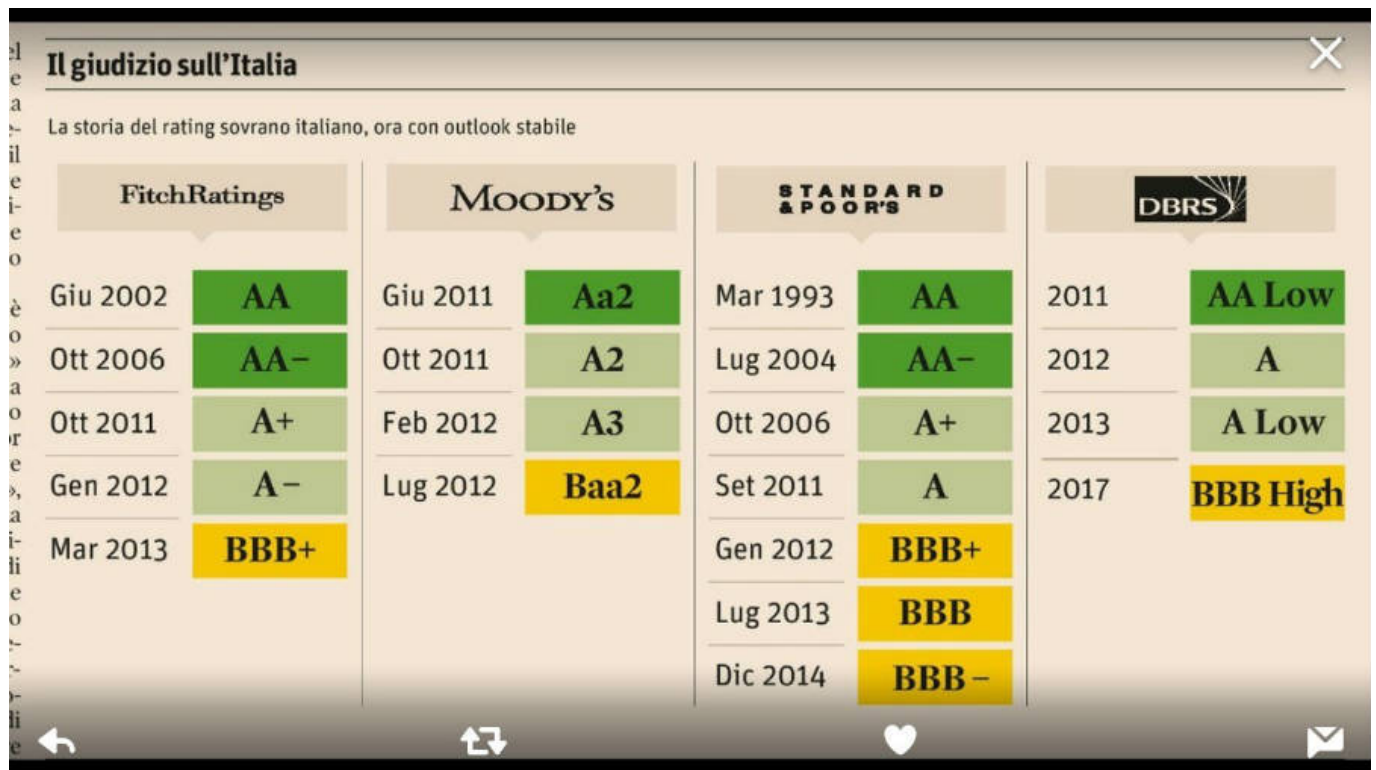 Il giudizio sull'Italia
La storia del rating sovrano italiano, ora con outlook stabile
FitchRatings
Giu 2002 AA
Ott 2006 AA−
Ott 2011 A+
Gen 2012 A−
Mar 2013 BBB+
MOODY'S
Giu 2011 Aa2
Ott 2011 A2
Feb 2012 A3
Lug 2012 Baa2
STANDARD
&POOR'S
Mar 1993 AA
Lug 2004 AA−
Ott 2006 A+
Set 2011 A
Gen 2012 BBB+
Lug 2013 BBB
Dic 2014 BBB−
DBRS
2011 AA Low
2012 A
2013 A Low
2017 BBB High